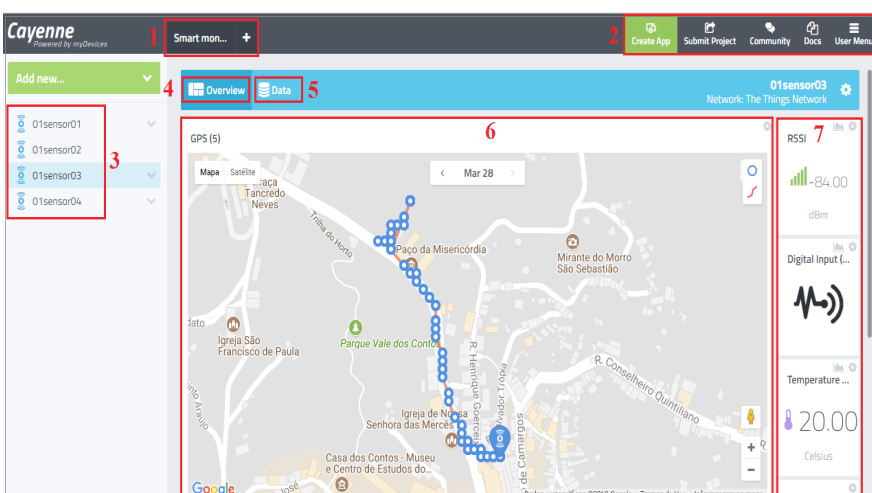 Cayenne
Powered by myDevices
1
Smart mon... +
2
Create App
Submit Project
Community
Docs
User Menu
Add new...
4
Overview
Data
5
01sensor03
Network: The Things Network
3
01sensor01
01sensor02
01sensor03
01sensor04
GPS (5)
6
Mapa
Satélite
< Mar 28 >
Praça
Tancredo
Neves
Trilha do Horto
Paço da Misericórdia
Mirante do Morro
São Sebastião
Igreja São
Francisco de Paula
Parque Vale dos Contos
R. Henrique Goerceix
R. Conselheiro Quintiliano
Igreja de Nossa
Senhora das Mercês
Casa dos Contos - Museu
e Centro de Estudos do...
de Camargos
José
+
−
Google
RSSI
7
-84.00
dBm
Digital Input (...
Temperature ...
20.00
Celsius